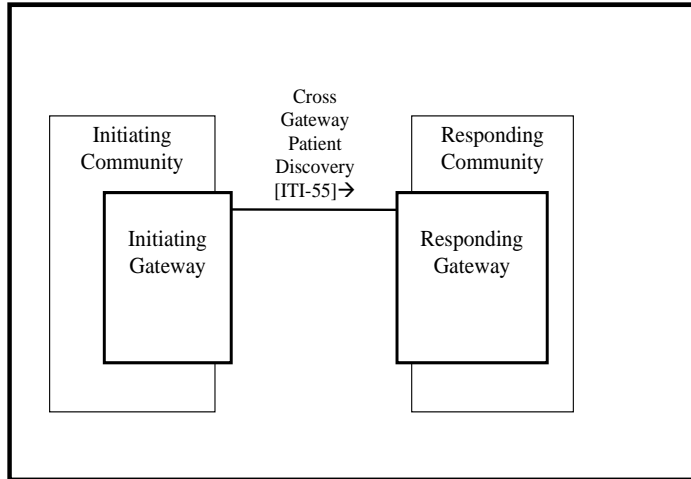 Cross
Gateway
Patient
Discovery
[ITI-55]→
Initiating
Community
Responding
Community
Initiating
Gateway
Responding
Gateway